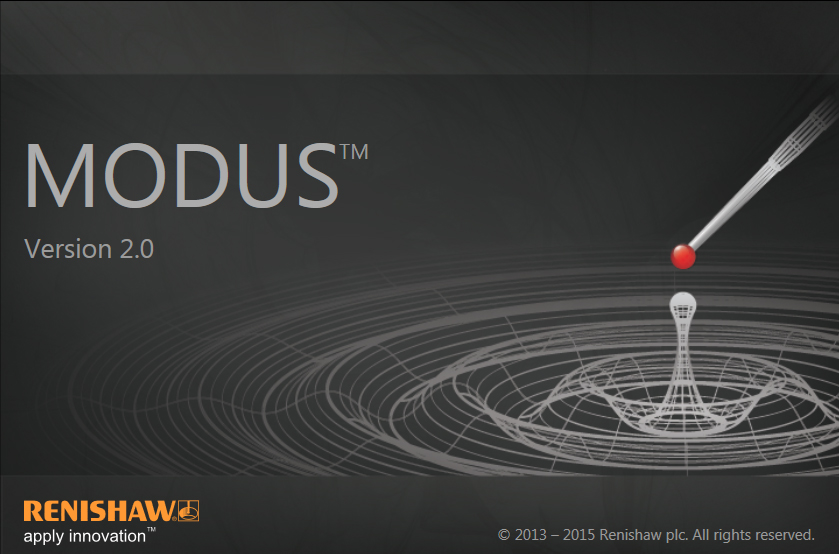 MODUS™
Version 2.0
RENISHAW®
apply innovation™
© 2013 – 2015 Renishaw plc. All rights reserved.